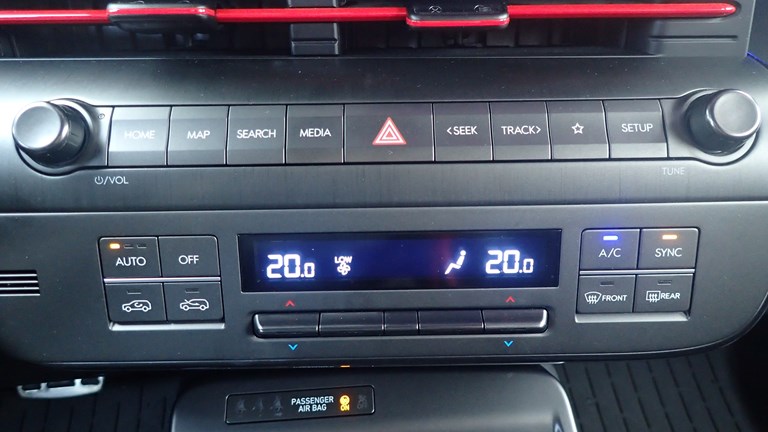 HOME MAP SEARCH MEDIA <SEEK TRACK> SETUP
/VOL
TUNE
AUTO OFF
20.0 LOW 20.0
A/C SYNC
FRONT REAR
PASSENGER
AIR BAG
ON